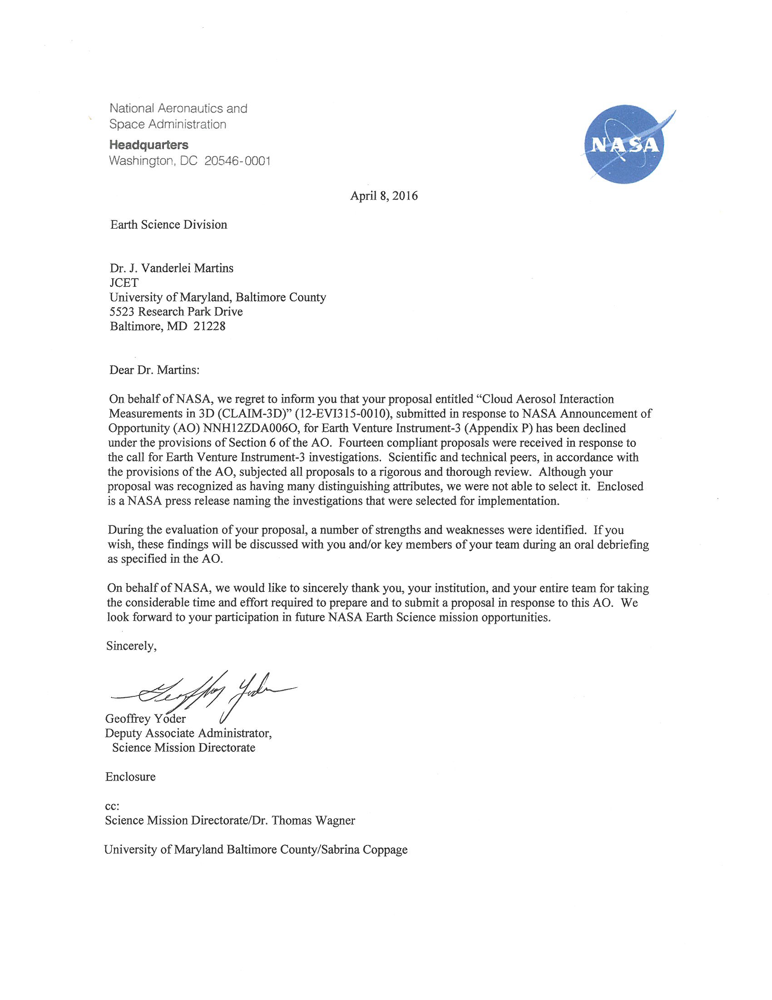 National Aeronautics and
Space Administration
Headquarters
Washington, DC 20546-0001
NASA
April 8, 2016
Earth Science Division
Dr. J. Vanderlei Martins
JCET
University of Maryland, Baltimore County
5523 Research Park Drive
Baltimore, MD 21228
Dear Dr. Martins:
On behalf of NASA, we regret to inform you that your proposal entitled “Cloud Aerosol Interaction
Measurements in 3D (CLAIM-3D)” (12-EVI315-0010), submitted in response to NASA Announcement of
Opportunity (AO) NNH12ZDA006O, for Earth Venture Instrument-3 (Appendix P) has been declined
under the provisions of Section 6 of the AO. Fourteen compliant proposals were received in response to
the call for Earth Venture Instrument-3 investigations. Scientific and technical peers, in accordance with
the provisions of the AO, subjected all proposals to a rigorous and thorough review. Although your
proposal was recognized as having many distinguishing attributes, we were not able to select it. Enclosed
is a NASA press release naming the investigations that were selected for implementation.
During the evaluation of your proposal, a number of strengths and weaknesses were identified. If you
wish, these findings will be discussed with you and/or key members of your team during an oral debriefing
as specified in the AO.
On behalf of NASA, we would like to sincerely thank you, your institution, and your entire team for taking
the considerable time and effort required to prepare and to submit a proposal in response to this AO. We
look forward to your participation in future NASA Earth Science mission opportunities.
Sincerely,
Geoffrey Yoder
Geoffrey Yoder
Deputy Associate Administrator,
Science Mission Directorate
Enclosure
cc:
Science Mission Directorate/Dr. Thomas Wagner
University of Maryland Baltimore County/Sabrina Coppage